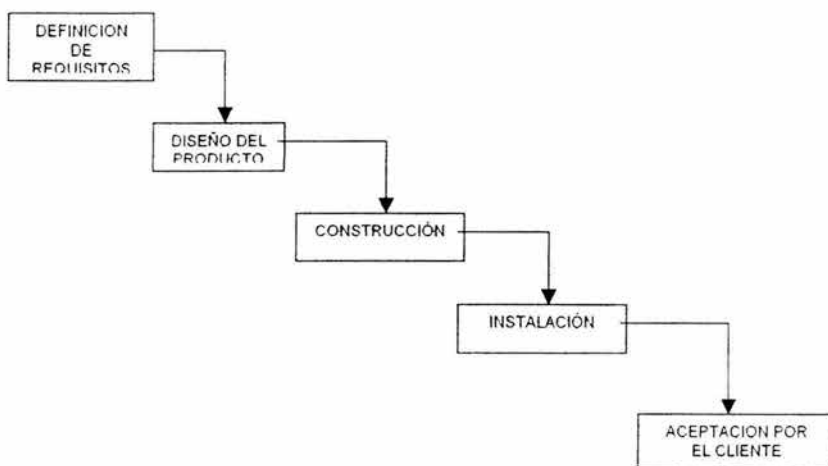 DEFINICION
DE
REQUISITOS
DISEÑO DEL
PRODUCTO
CONSTRUCCIÓN
INSTALACIÓN
ACEPTACION POR
EL CLIENTE